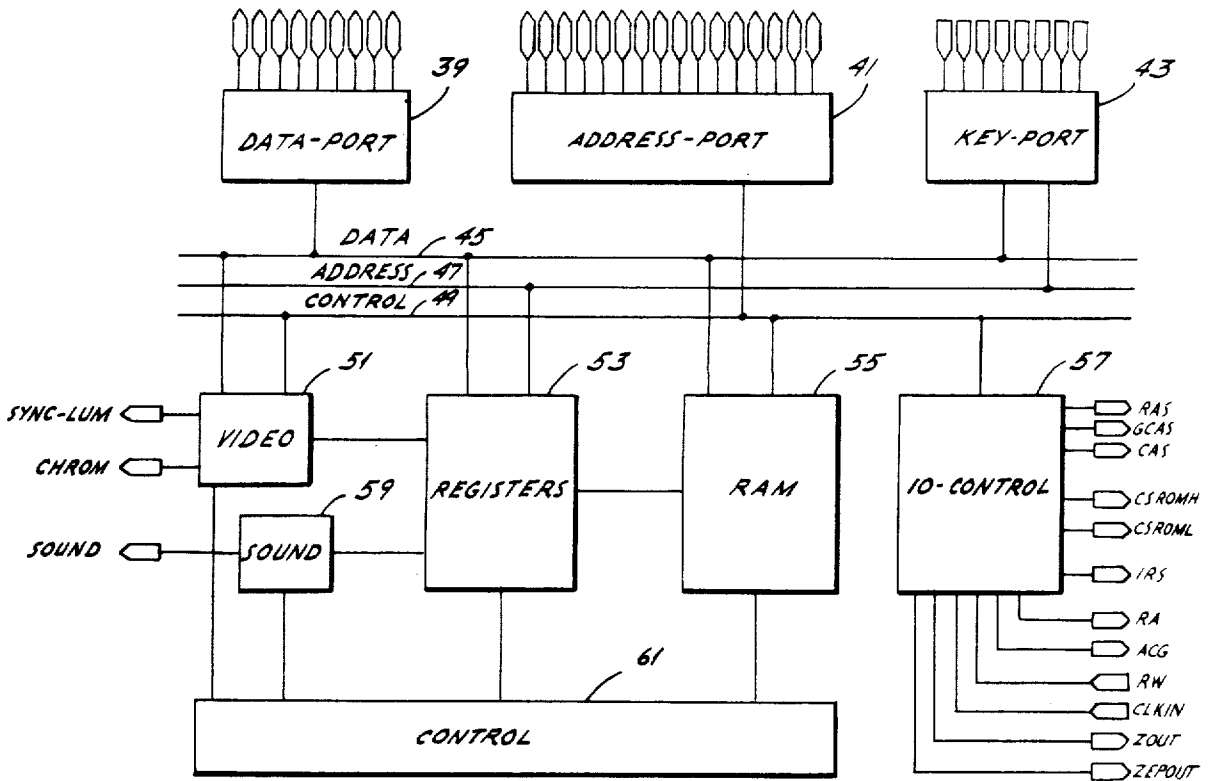 39
41
43
DATA-PORT
ADDRESS-PORT
KEY-PORT
DATA 45
ADDRESS 47
CONTROL 49
51
53
55
57
SYNC-LUM
VIDEO
CHROM
REGISTERS
RAM
IO-CONTROL
RAS
GCAS
CAS
CSROMH
CSROML
IRS
59
SOUND
SOUND
RA
ACG
RW
CLKIN
ZOUT
ZEPOUT
61
CONTROL